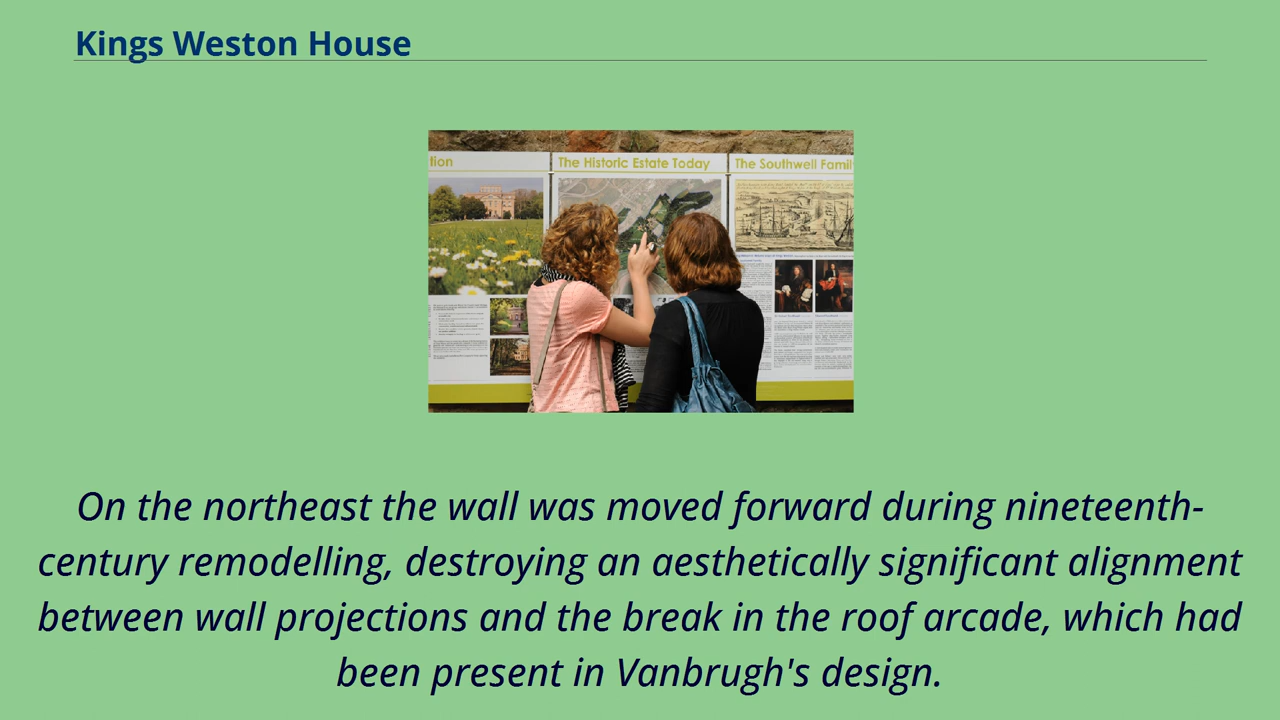 Kings Weston House
tion
The Historic Estate Today
The Southwell Famil
On the northeast the wall was moved forward during nineteenth-
century remodelling, destroying an aesthetically significant alignment
between wall projections and the break in the roof arcade, which had
been present in Vanbrugh's design.